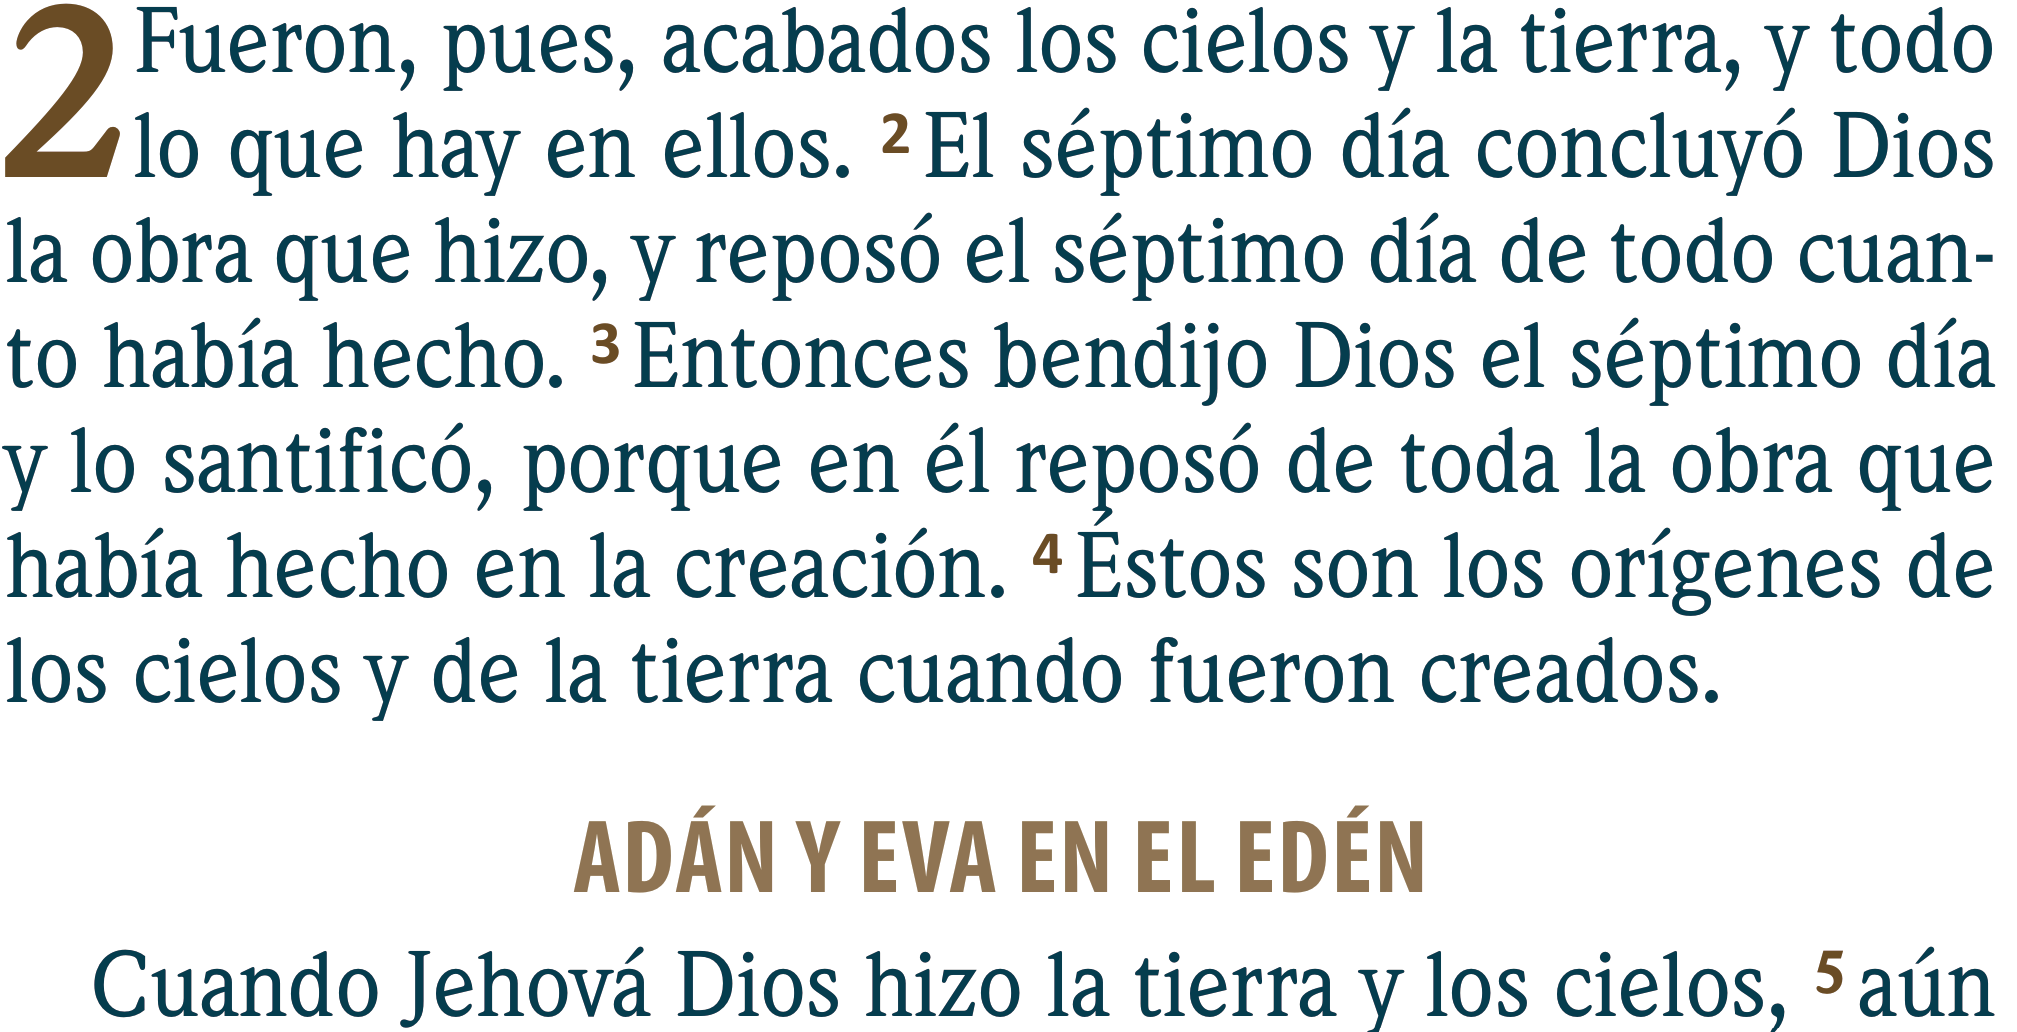 2 Fueron, pues, acabados los cielos y la tierra, y todo
lo que hay en ellos. 2 El séptimo día concluyó Dios
la obra que hizo, y reposó el séptimo día de todo cuan-
to había hecho. 3 Entonces bendijo Dios el séptimo día
y lo santificó, porque en él reposó de toda la obra que
había hecho en la creación. 4 Éstos son los orígenes de
los cielos y de la tierra cuando fueron creados.
ADÁN Y EVA EN EL EDÉN
Cuando Jehová Dios hizo la tierra y los cielos, 5 aún